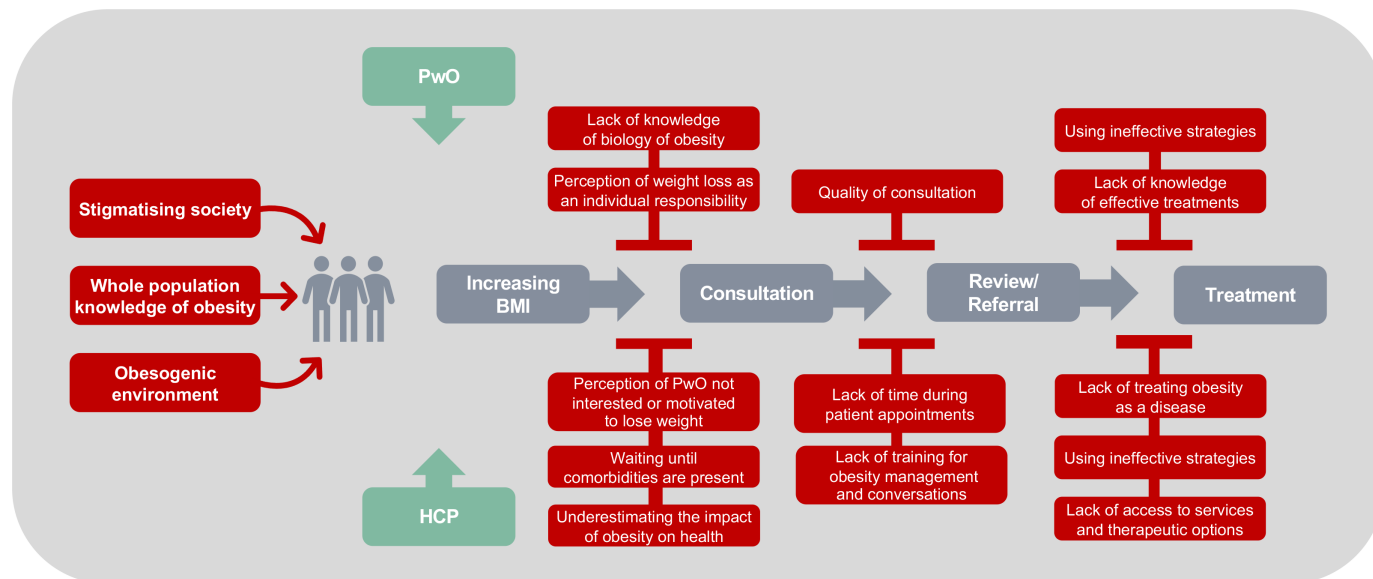 PwO
Lack of knowledge
of biology of obesity
Perception of weight loss as
an individual responsibility
Quality of consultation
Using ineffective strategies
Lack of knowledge
of effective treatments
Stigmatising society
Whole population
knowledge of obesity
Obesogenic
environment
Increasing
BMI
Consultation
Review/
Referral
Treatment
Perception of PwO not
interested or motivated
to lose weight
Waiting until
comorbidities are present
Underestimating the impact
of obesity on health
Lack of time during
patient appointments
Lack of training for
obesity management
and conversations
Lack of treating obesity
as a disease
Using ineffective strategies
Lack of access to services
and therapeutic options
HCP